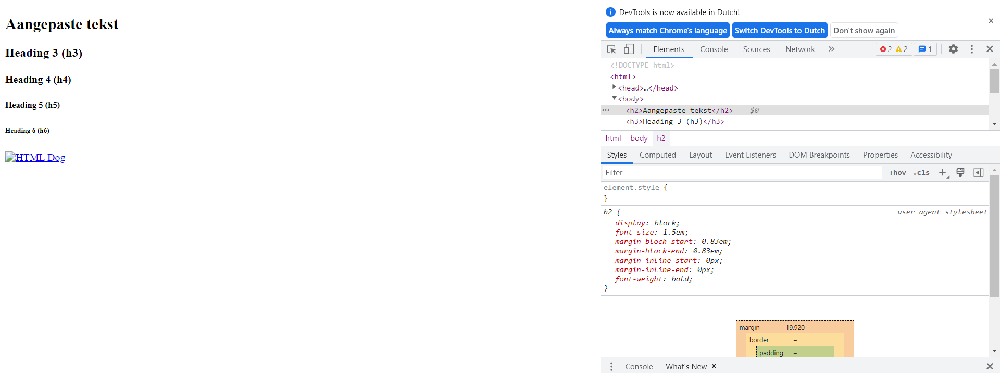 Aangepaste tekst
Heading 3 (h3)
Heading 4 (h4)
Heading 5 (h5)
Heading 6 (h6)
HTML Dog
DevTools is now available in Dutch!
Always match Chrome's language Switch DevTools to Dutch Don't show again
Elements Console Sources Network » 2 2 1
<!DOCTYPE html>
<html>
<head>…</head>
<body>
<h2>Aangepaste tekst</h2> == $0
<h3>Heading 3 (h3)</h3>
html body h2
Styles Computed Layout Event Listeners DOM Breakpoints Properties Accessibility
Filter :hov .cls +
element.style {
}
h2 { user agent stylesheet
display: block;
font-size: 1.5em;
margin-block-start: 0.83em;
margin-block-end: 0.83em;
margin-inline-start: 0px;
margin-inline-end: 0px;
font-weight: bold;
}
margin 19.920
border –
padding –
Console What's New ×